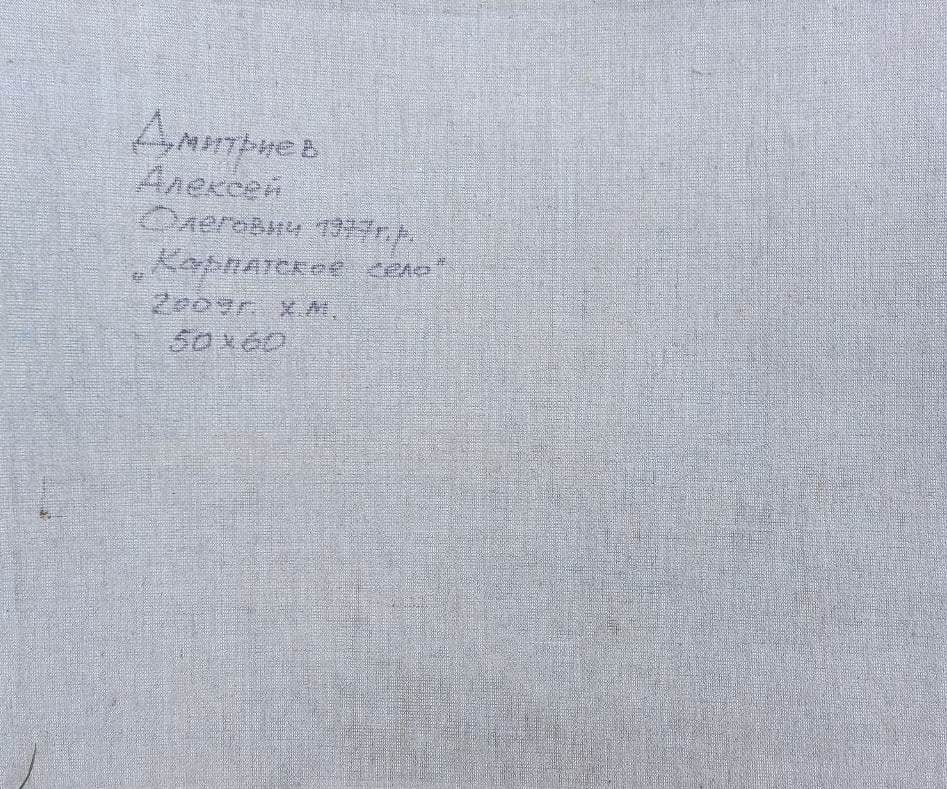 Дмитриев
Алексей
Олегович 1977г.р.
„Карпатское село"
2009г. х.м.
50х60